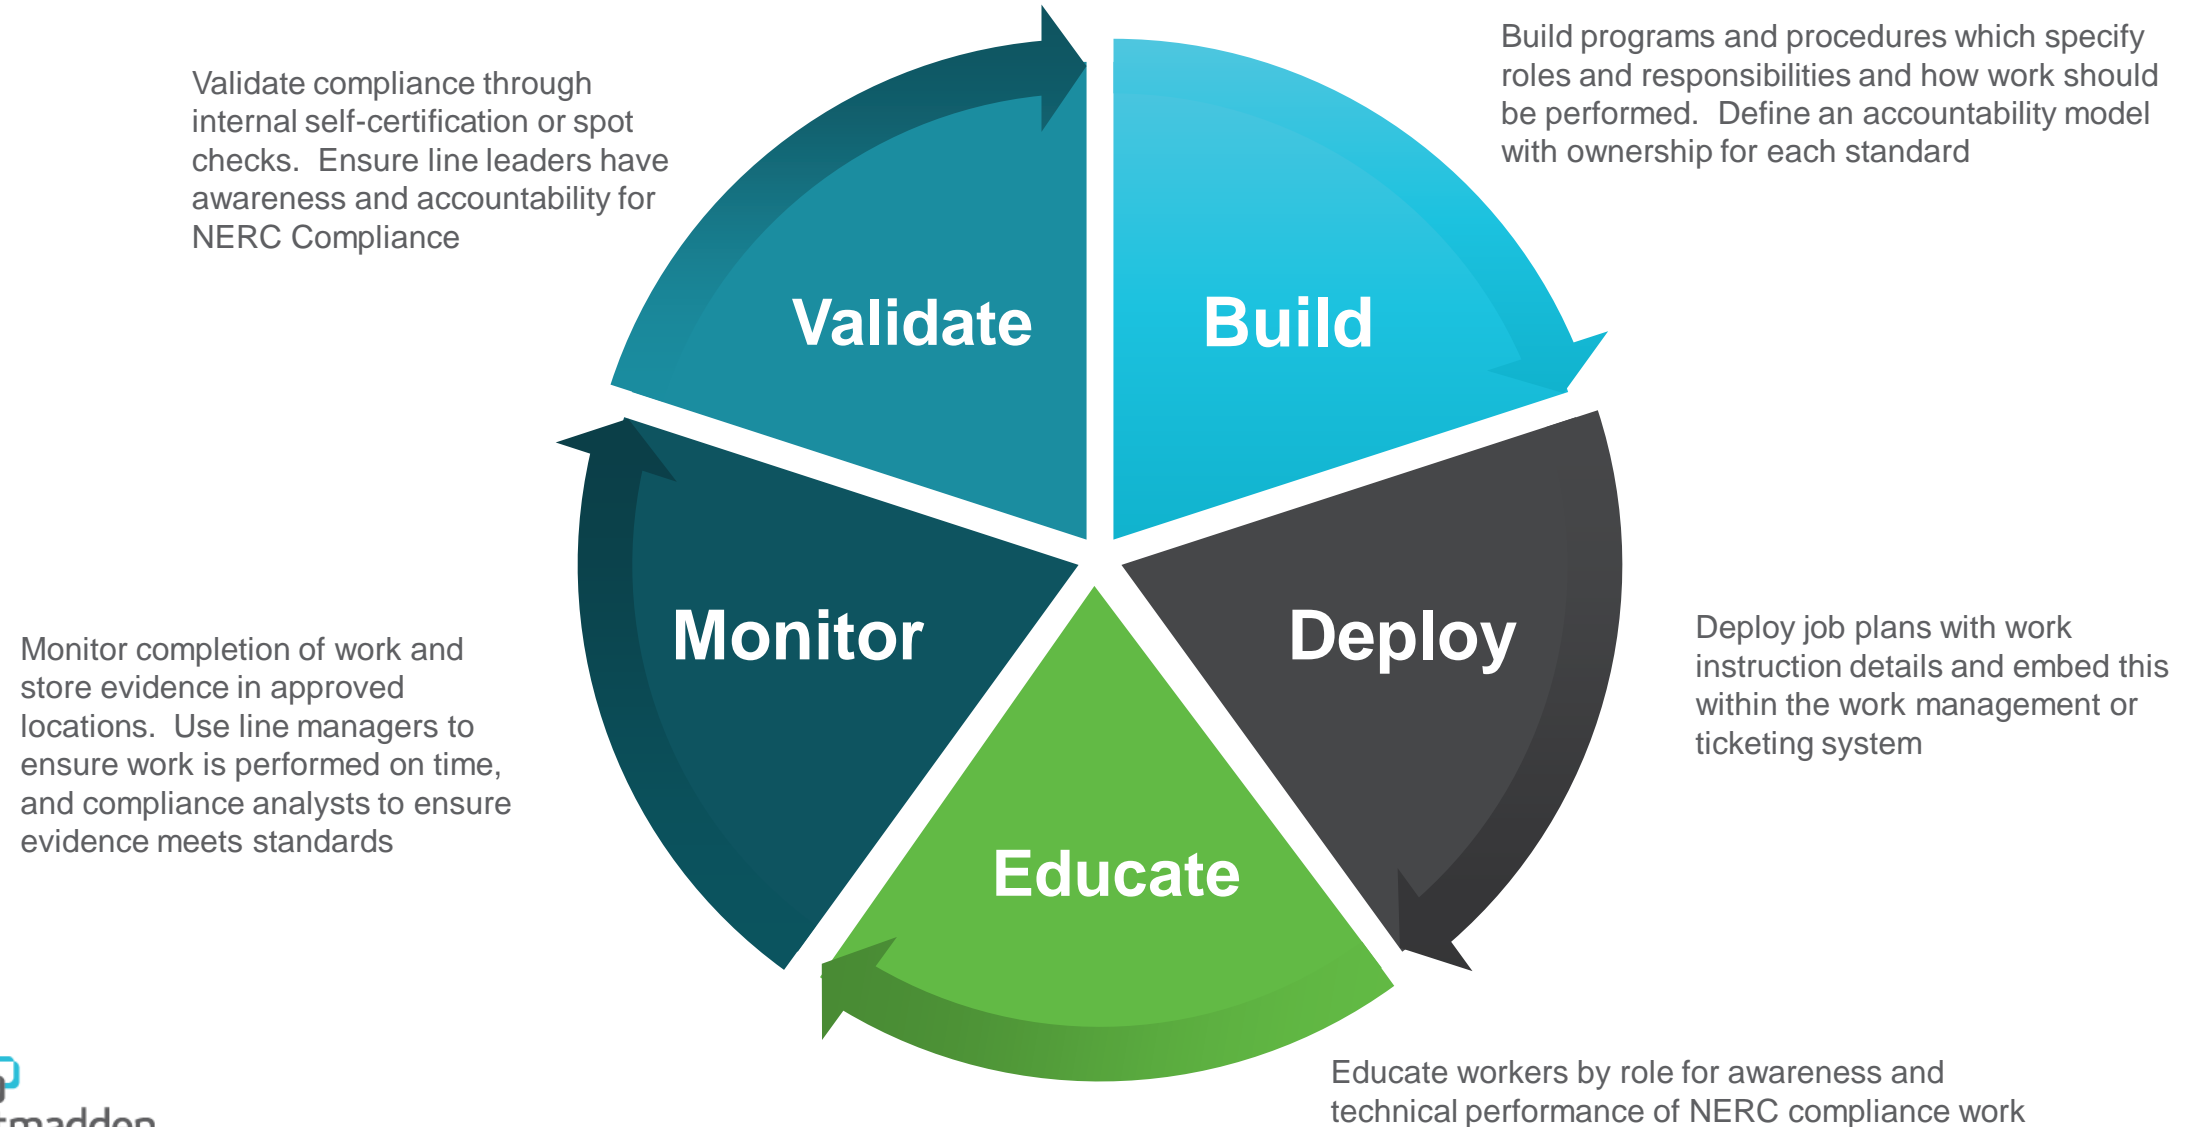 Build programs and procedures which specify
roles and responsibilities and how work should
be performed.  Define an accountability model
with ownership for each standard
Validate compliance through
internal self-certification or spot
checks.  Ensure line leaders have
awareness and accountability for
NERC Compliance
Validate
Build
Monitor
Deploy
Educate
Deploy job plans with work
instruction details and embed this
within the work management or
ticketing system
Monitor completion of work and
store evidence in approved
locations.  Use line managers to
ensure work is performed on time,
and compliance analysts to ensure
evidence meets standards
Educate workers by role for awareness and
technical performance of NERC compliance work